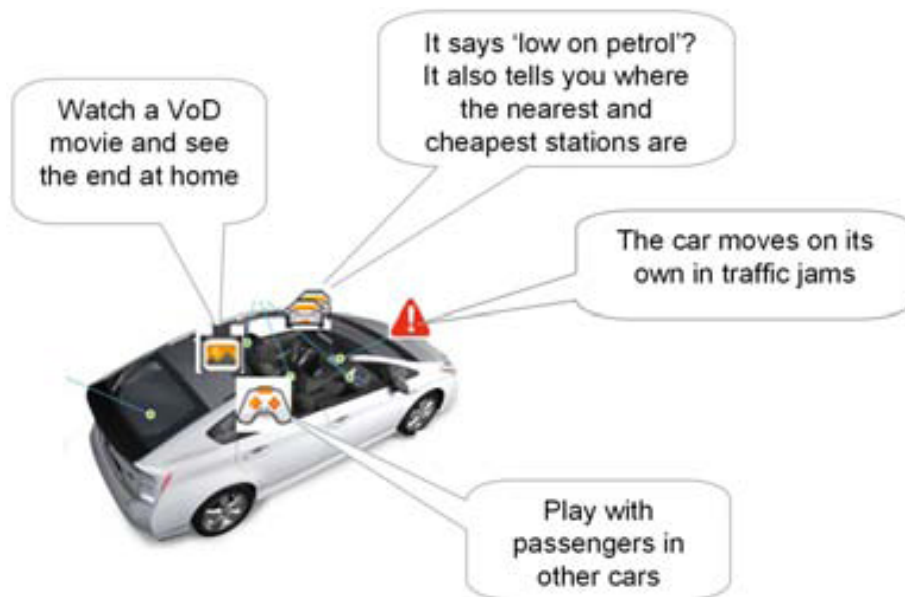 It says ‘low on petrol’?
It also tells you where
the nearest and
cheapest stations are
Watch a VoD
movie and see
the end at home
The car moves on its
own in traffic jams
Play with
passengers in
other cars